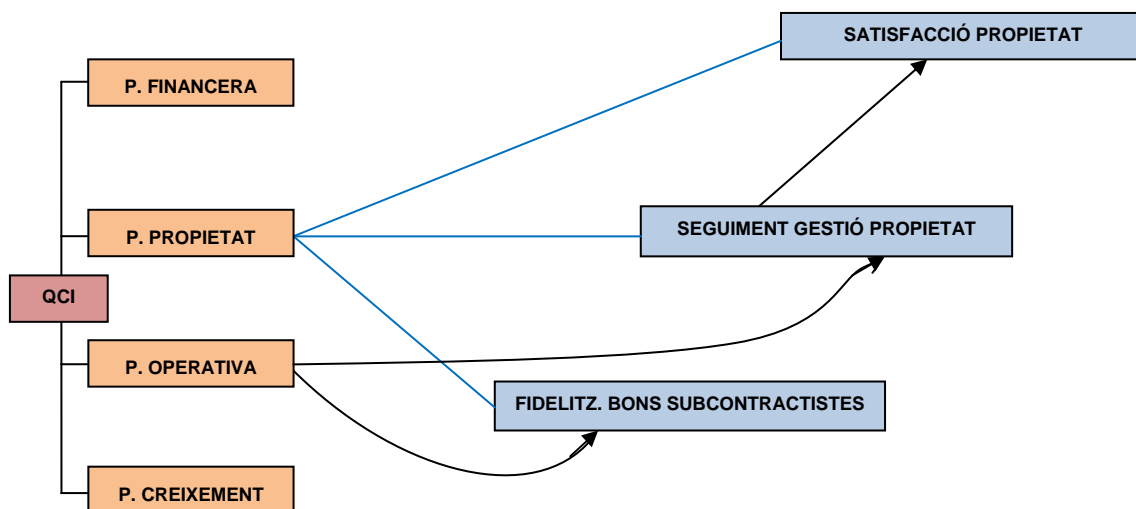 SATISFACCIÓ PROPIETAT
P. FINANCERA
P. PROPIETAT
SEGUIMENT GESTIÓ PROPIETAT
QCI
P. OPERATIVA
FIDELITZ. BONS SUBCONTRACTISTES
P. CREIXEMENT